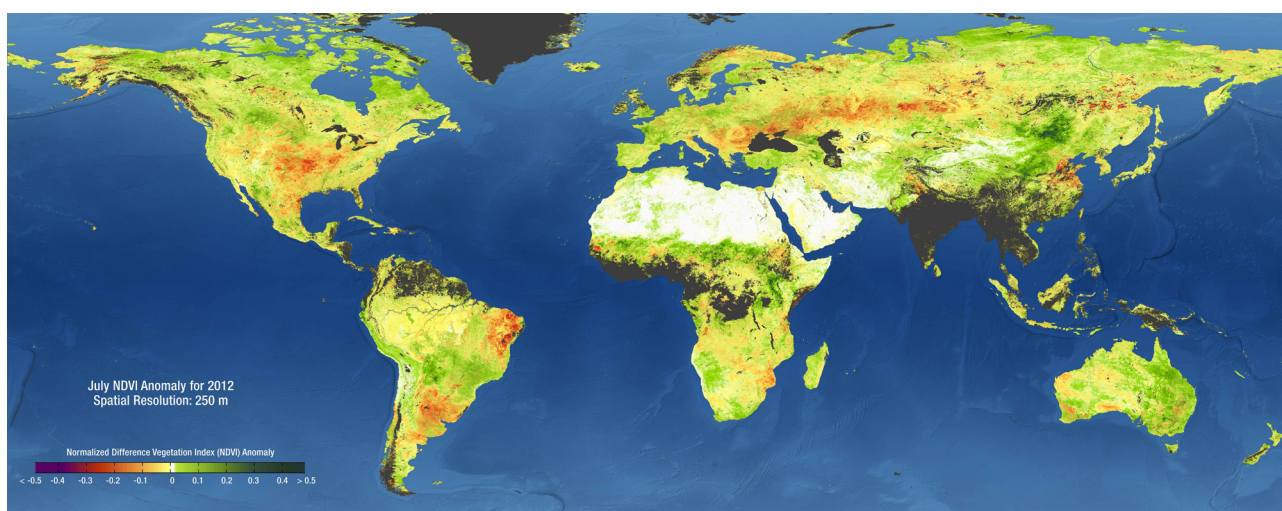 July NDVI Anomaly for 2012
Spatial Resolution: 250 m
Normalized Difference Vegetation Index (NDVI) Anomaly
< -0.5 -0.4 -0.3 -0.2 -0.1 0 0.1 0.2 0.3 0.4 > 0.5